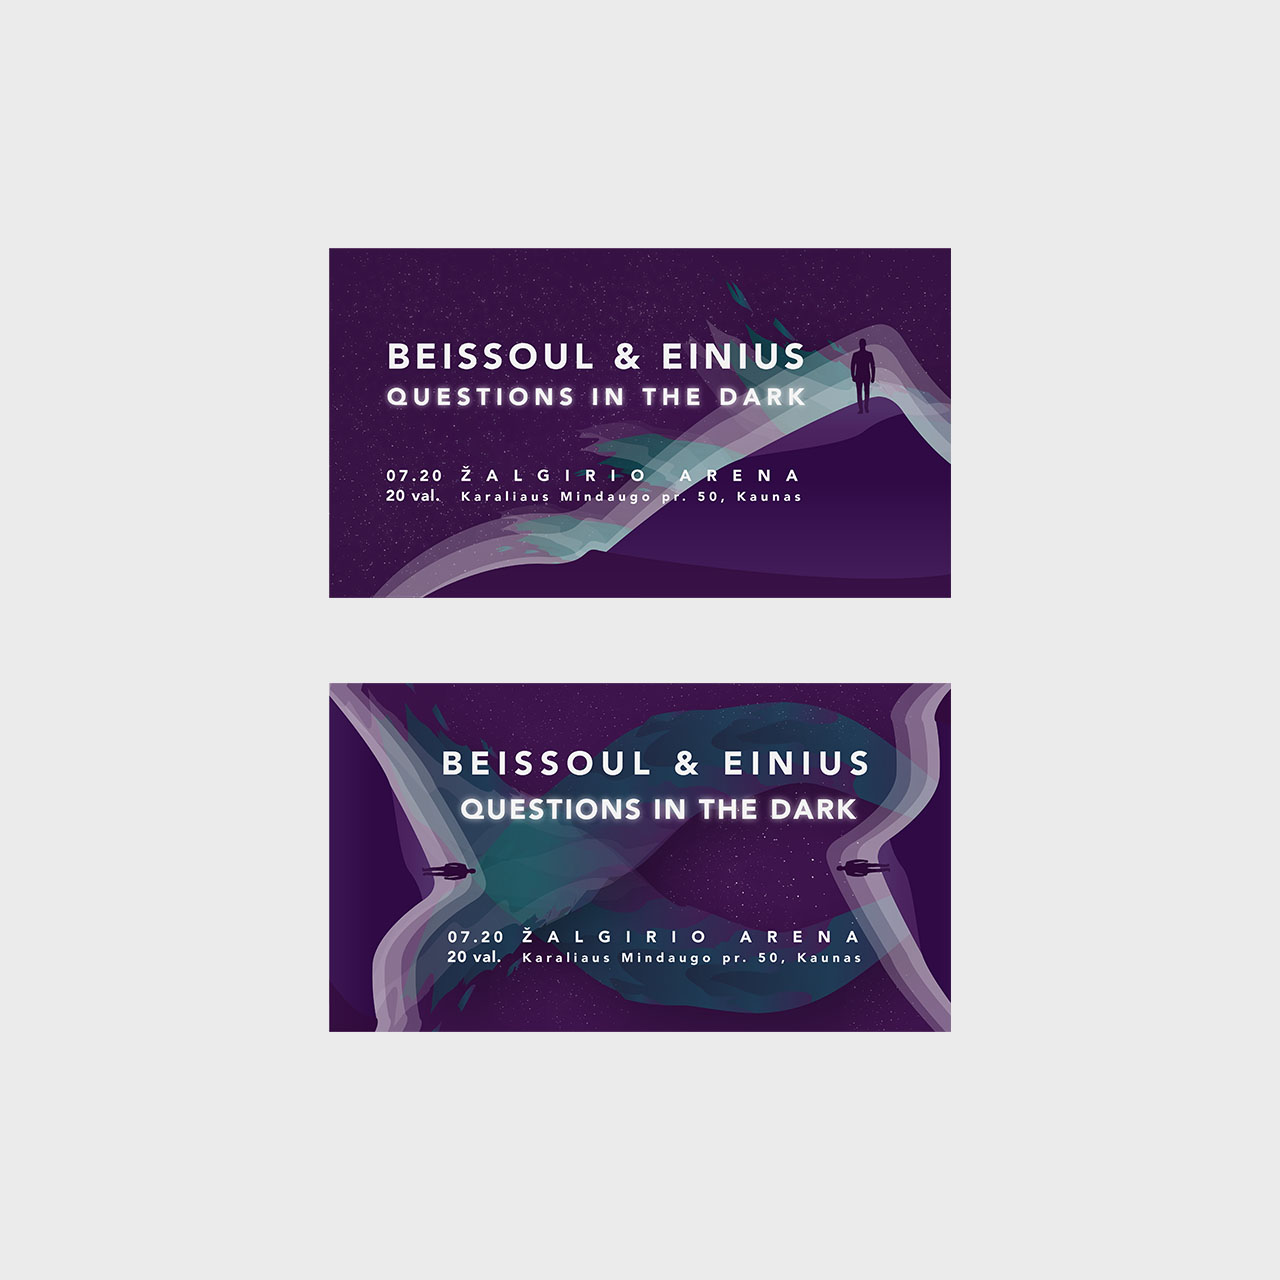 BEISSOUL & EINIUS
QUESTIONS IN THE DARK
07.20 ŽALGIRIO ARENA
20 val. Karaliaus Mindaugo pr. 50, Kaunas
BEISSOUL & EINIUS
QUESTIONS IN THE DARK
07.20 ŽALGIRIO ARENA
20 val. Karaliaus Mindaugo pr. 50, Kaunas